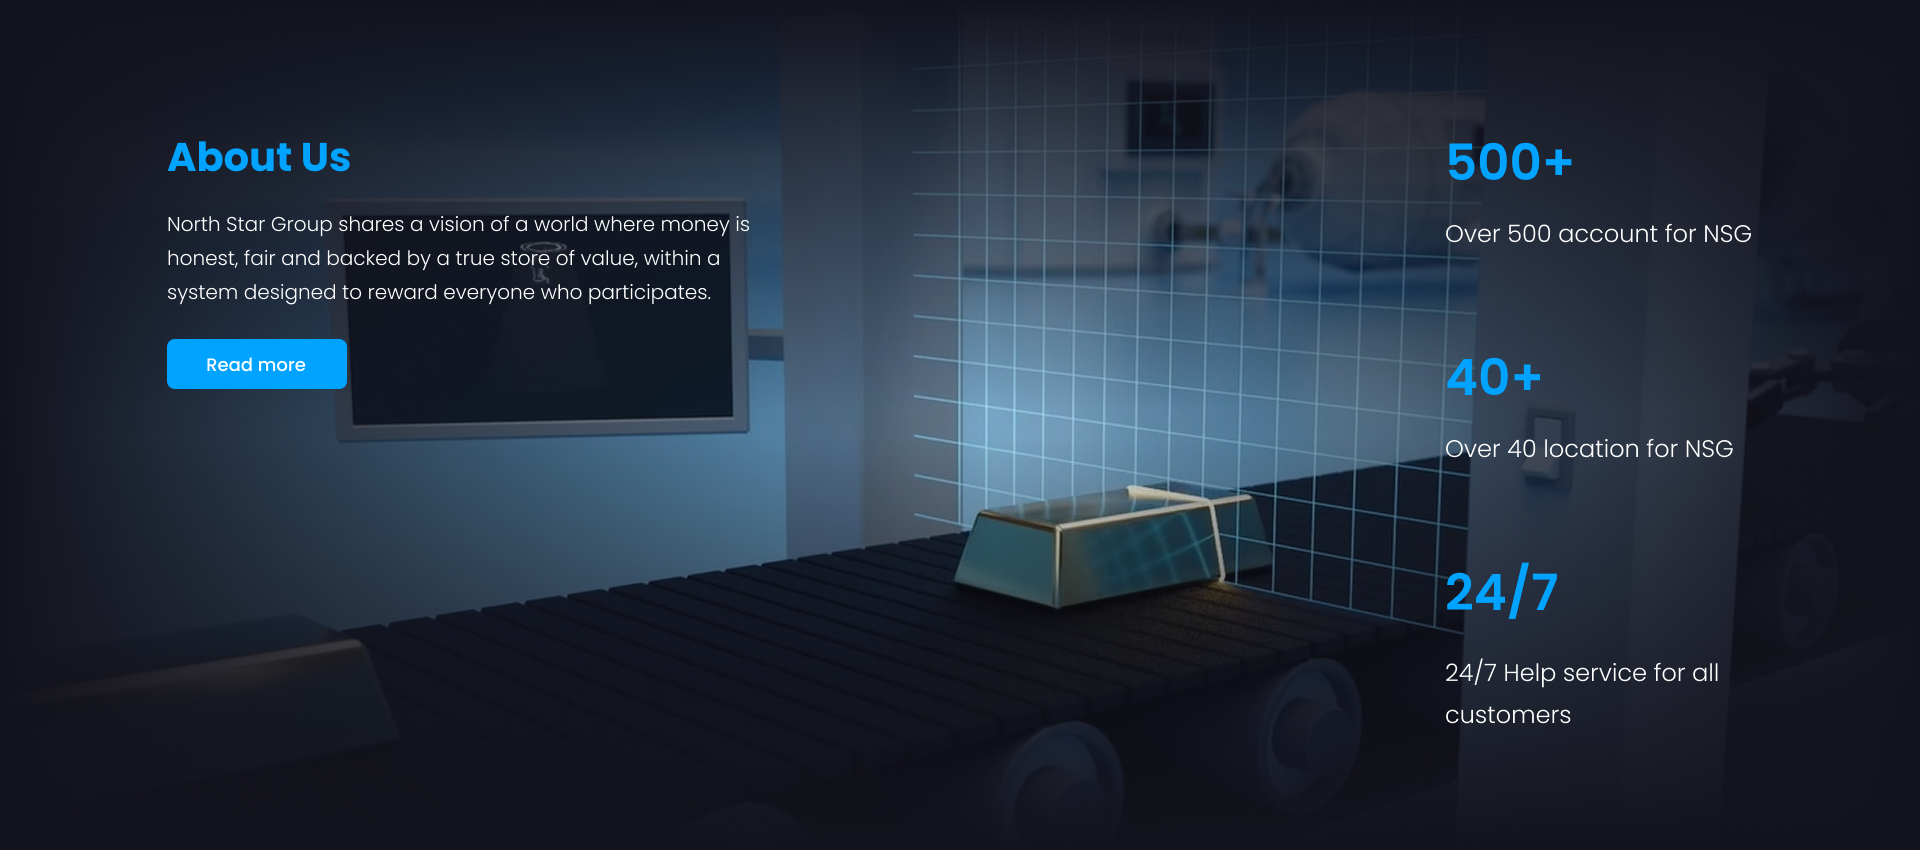 About Us
North Star Group shares a vision of a world where money is
honest, fair and backed by a true store of value, within a
system designed to reward everyone who participates.
Read more
500+
Over 500 account for NSG
40+
Over 40 location for NSG
24/7
24/7 Help service for all
customers